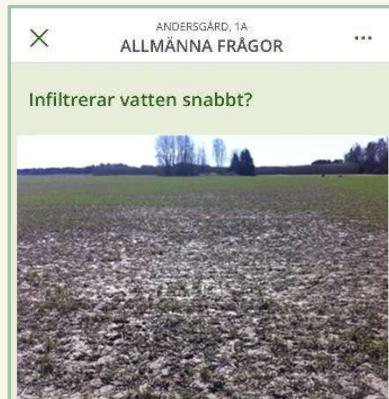 ANDERSGÅRD, 1A
ALLMÄNNA FRÅGOR
Infiltrerar vatten snabbt?